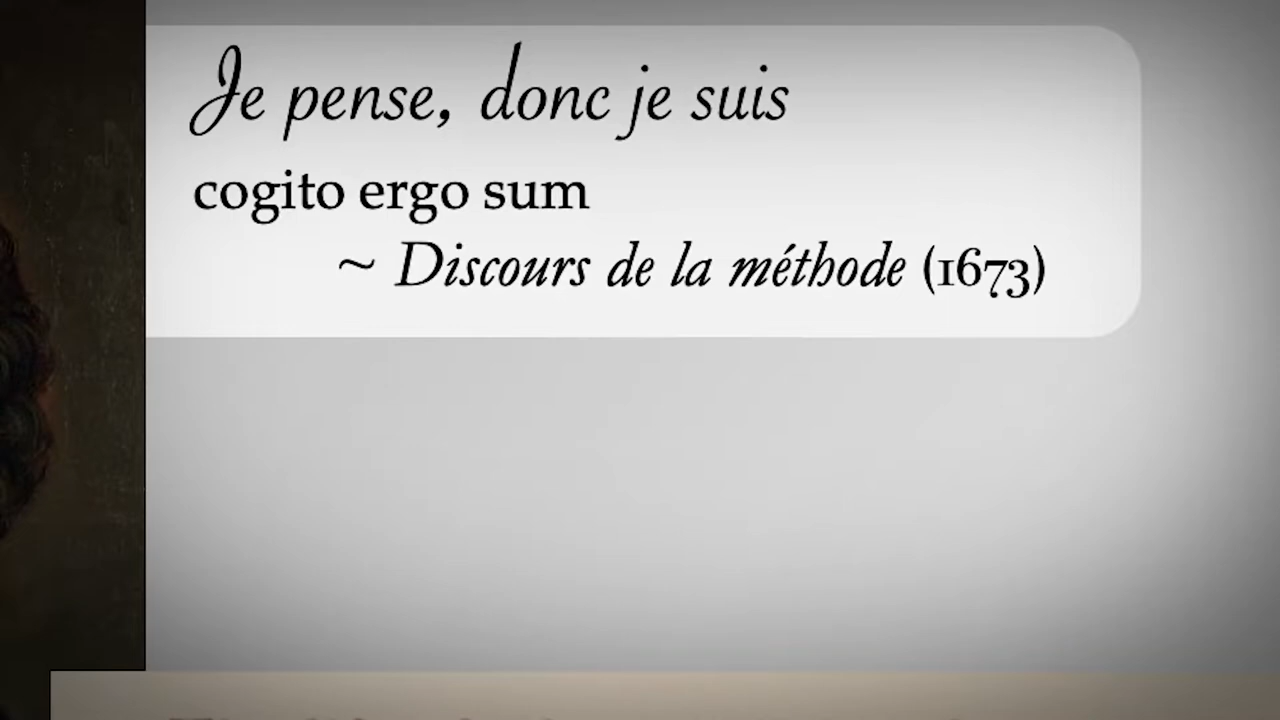 Je pense, donc je suis
cogito ergo sum
~ Discours de la méthode (1673)